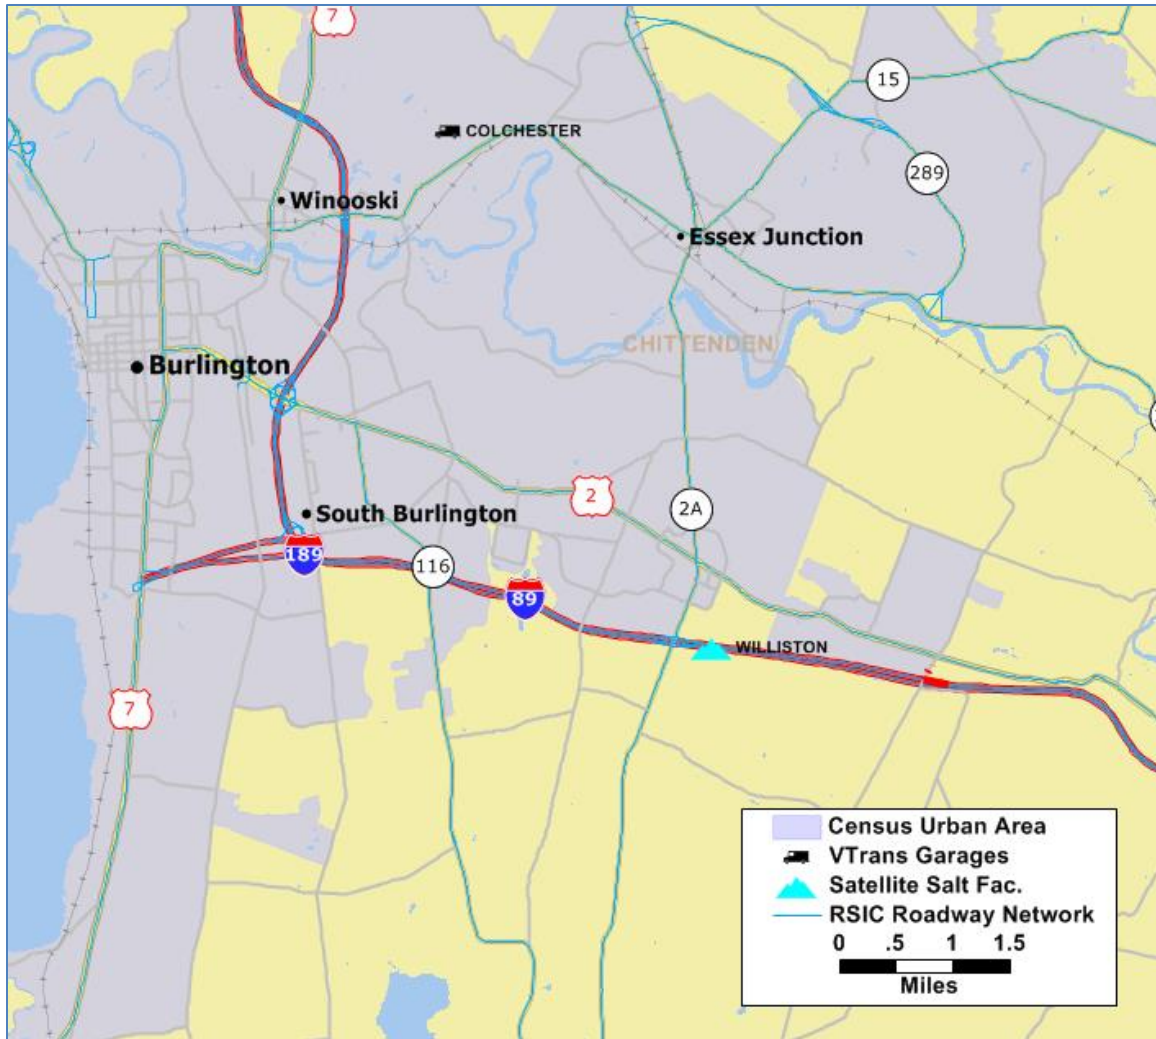 7
15
COLCHESTER
289
Winooski
Essex Junction
CHITTENDEN
Burlington
2
2A
South Burlington
189
116
89
WILLISTON
7
Census Urban Area
VTrans Garages
Satellite Salt Fac.
RSIC Roadway Network
0 .5 1 1.5
Miles